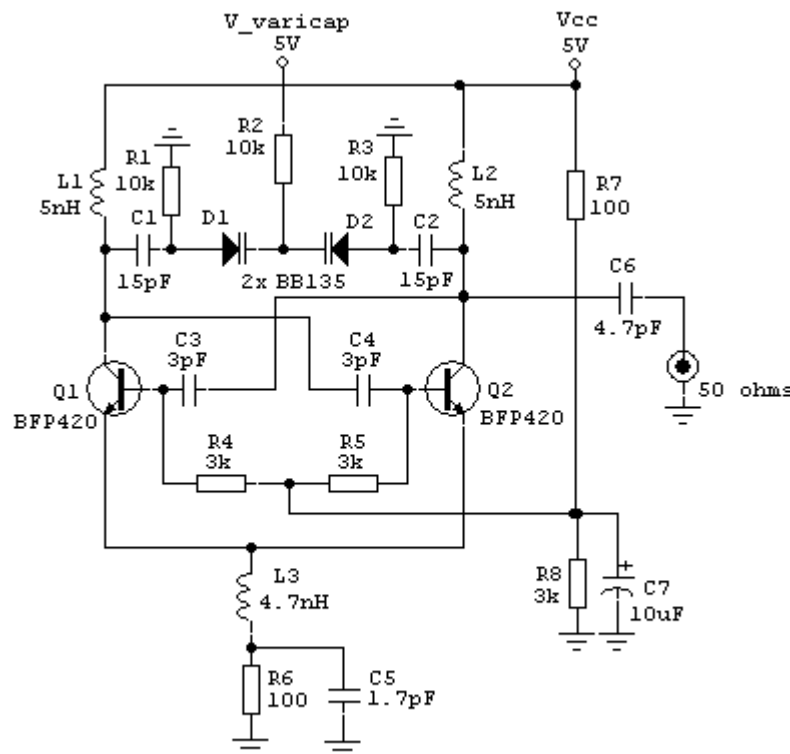 V_varicap
5V
Vcc
5V
R1
10k
R2
10k
R3
10k
L1
5nH
L2
5nH
R7
100
C1
15pF
D1
D2
C2
15pF
2x BB135
C6
4.7pF
C3
3pF
C4
3pF
Q1
BFP420
Q2
BFP420
50 ohms
R4
3k
R5
3k
L3
4.7nH
R8
3k
+
C7
10uF
R6
100
C5
1.7pF